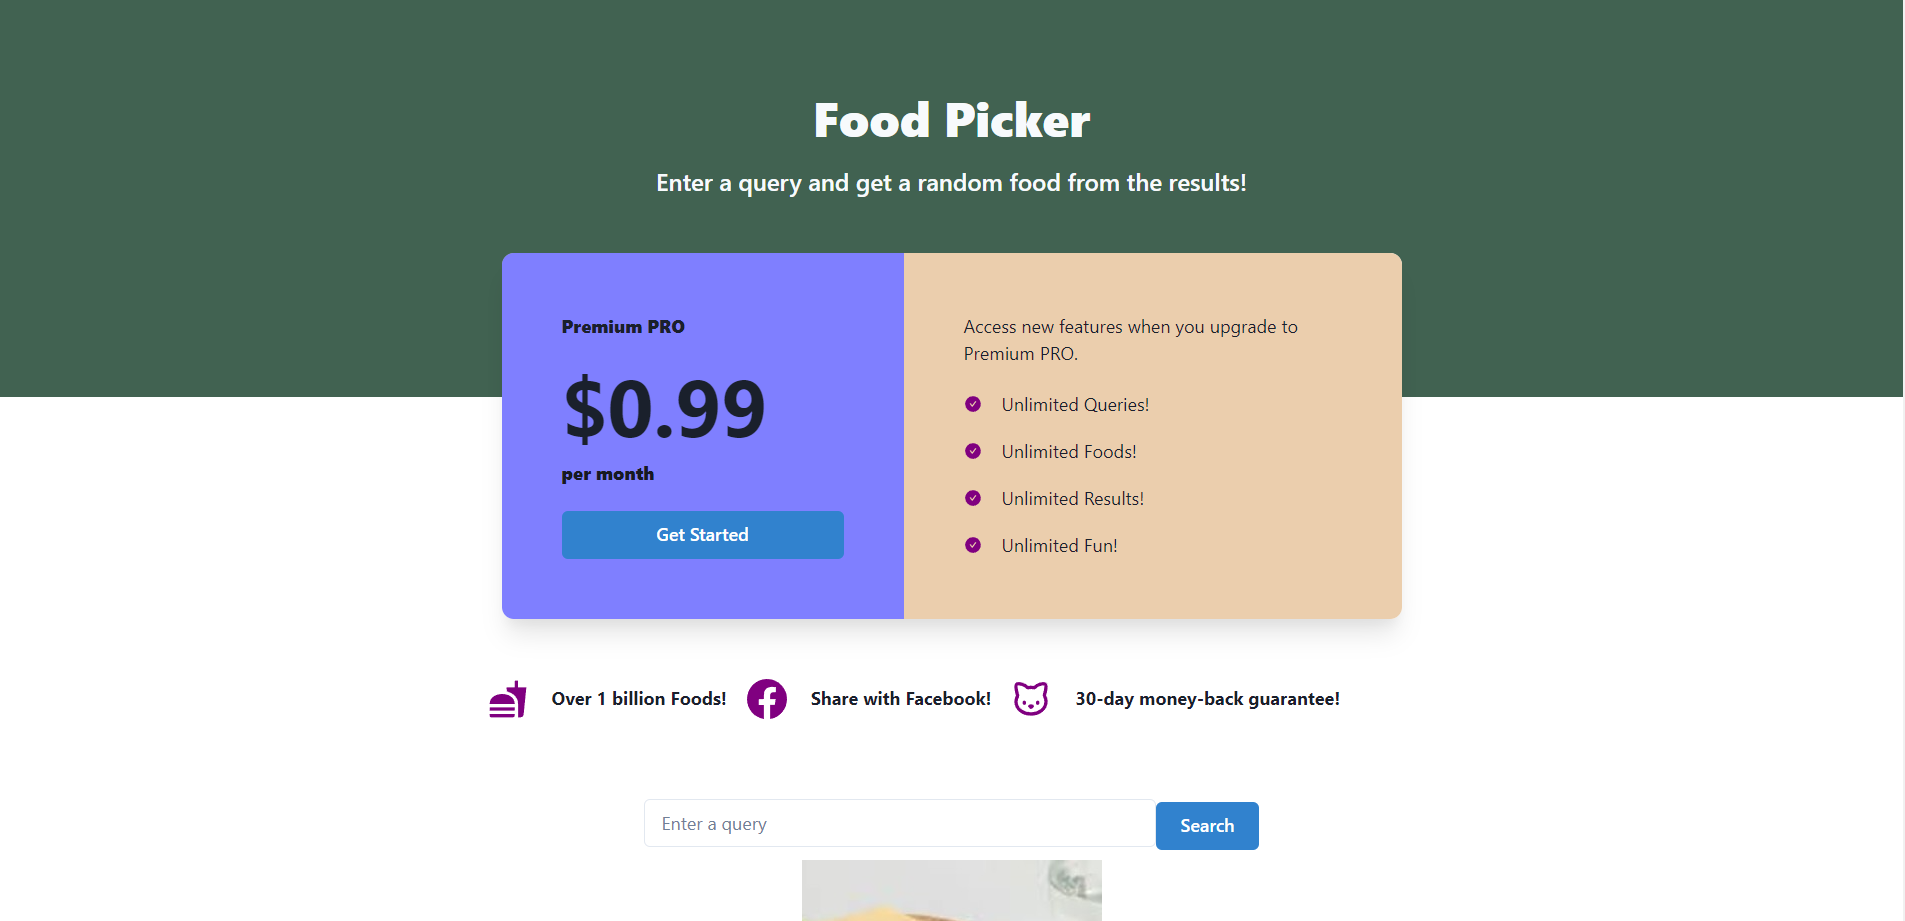 Food Picker
Enter a query and get a random food from the results!
Premium PRO
$0.99
per month
Get Started
Access new features when you upgrade to
Premium PRO.
Unlimited Queries!
Unlimited Foods!
Unlimited Results!
Unlimited Fun!
Over 1 billion Foods!
Share with Facebook!
30-day money-back guarantee!
Enter a query
Search